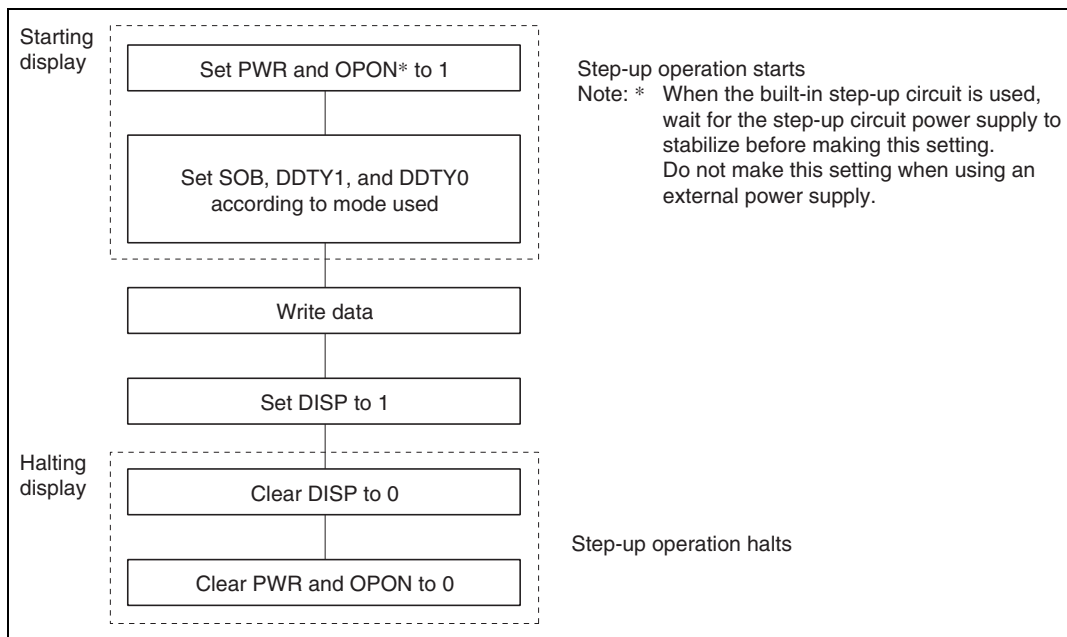 Starting
display
Set PWR and OPON* to 1
Step-up operation starts
Note: * When the built-in step-up circuit is used,
wait for the step-up circuit power supply to
stabilize before making this setting.
Do not make this setting when using an
external power supply.
Set SOB, DDTY1, and DDTY0
according to mode used
Write data
Set DISP to 1
Halting
display
Clear DISP to 0
Step-up operation halts
Clear PWR and OPON to 0